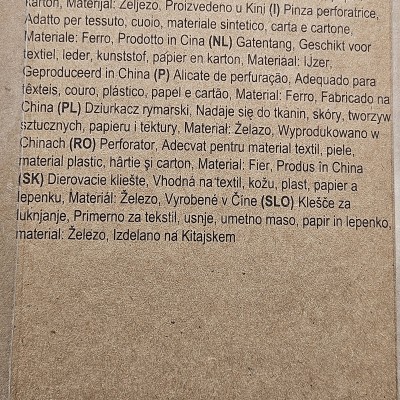 Karton, Materijal: Željezo, Proizvedeno u Kini (I) Pinza perforatrice,
Adatto per tessuto, cuoio, materiale sintetico, carta e cartone,
Materiale: Ferro, Prodotto in Cina (NL) Gatentang, Geschikt voor
textiel, leder, kunststof, papier en karton, Materiaal: IJzer,
Geproduceerd in China (P) Alicate de perfuração, Adequado para
têxteis, couro, plástico, papel e cartão, Material: Ferro, Fabricado na
China (PL) Dziurkacz rymarski, Nadaje się do tkanin, skóry, tworzyw
sztucznych, papieru i tektury, Materiał: Żelazo, Wyprodukowano w
Chinach (RO) Perforator, Adecvat pentru material textil, piele,
material plastic, hârtie și carton, Material: Fier, Produs în China
(SK) Dierovacie kliešte, Vhodná na textil, kožu, plast, papier a
lepenku, Materiál: Železo, Vyrobené v Číne (SLO) Klešče za
luknjanje, Primerno za tekstil, usnje, umetno maso, papir in lepenko,
material: Železo, Izdelano na Kitajskem